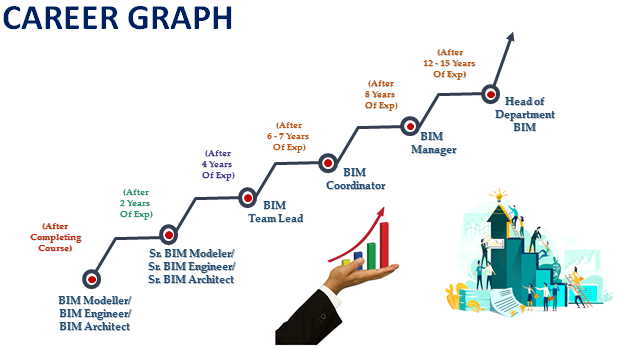 CAREER GRAPH
(After
Completing
Course)
BIM Modeller/
BIM Engineer/
BIM Architect
(After
2 Years
Of Exp)
Sr. BIM Modeler/
Sr. BIM Engineer/
Sr. BIM Architect
(After
4 Years
Of Exp)
BIM
Team Lead
(After
6 - 7 Years
Of Exp)
BIM
Coordinator
(After
8 Years
Of Exp)
BIM
Manager
(After
12 - 15 Years
Of Exp)
Head of
Department
BIM